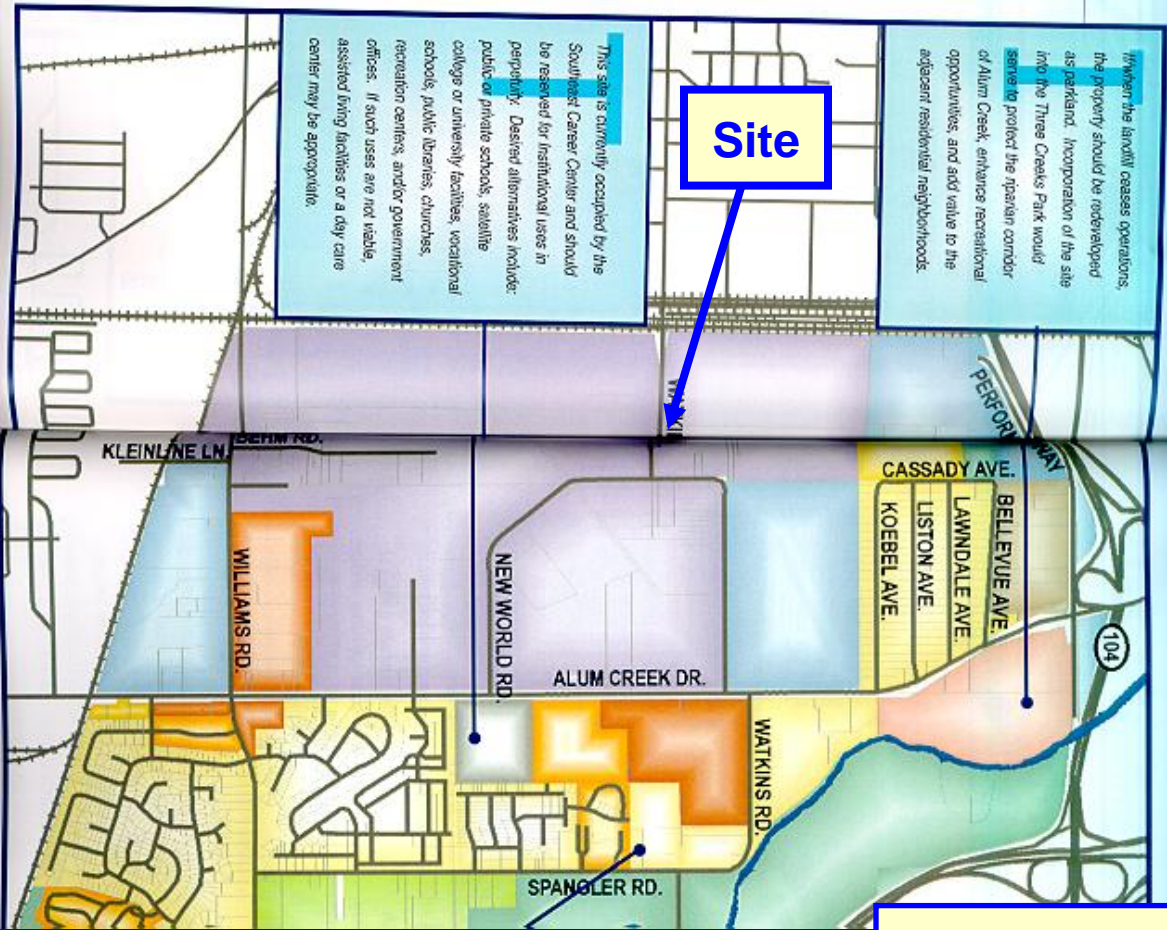 This site is currently occupied by the
Southeast Career Center and should
be reserved for institutional uses in
perpetuity. Desired alternatives include:
public or private schools, satellite
college or university facilities, vocational
schools, public libraries, churches,
recreation centers, and/or government
offices. If such uses are not viable,
assisted living facilities or a day care
center may be appropriate.
Site
If/when the landfill ceases operations,
the property should be redeveloped
as parkland. Incorporation of the site
into the Three Creeks Park would
serve to protect the riparian corridor
of Alum Creek, enhance recreational
opportunities, and add value to the
adjacent residential neighborhoods.
KLEINLINE LN.
BEHM RD.
CASSADY AVE.
BELLEVUE AVE.
LAWNDALE AVE.
LISTON AVE.
KOEBEL AVE.
104
WILLIAMS RD.
NEW WORLD RD.
ALUM CREEK DR.
WATKINS RD.
SPANGLER RD.